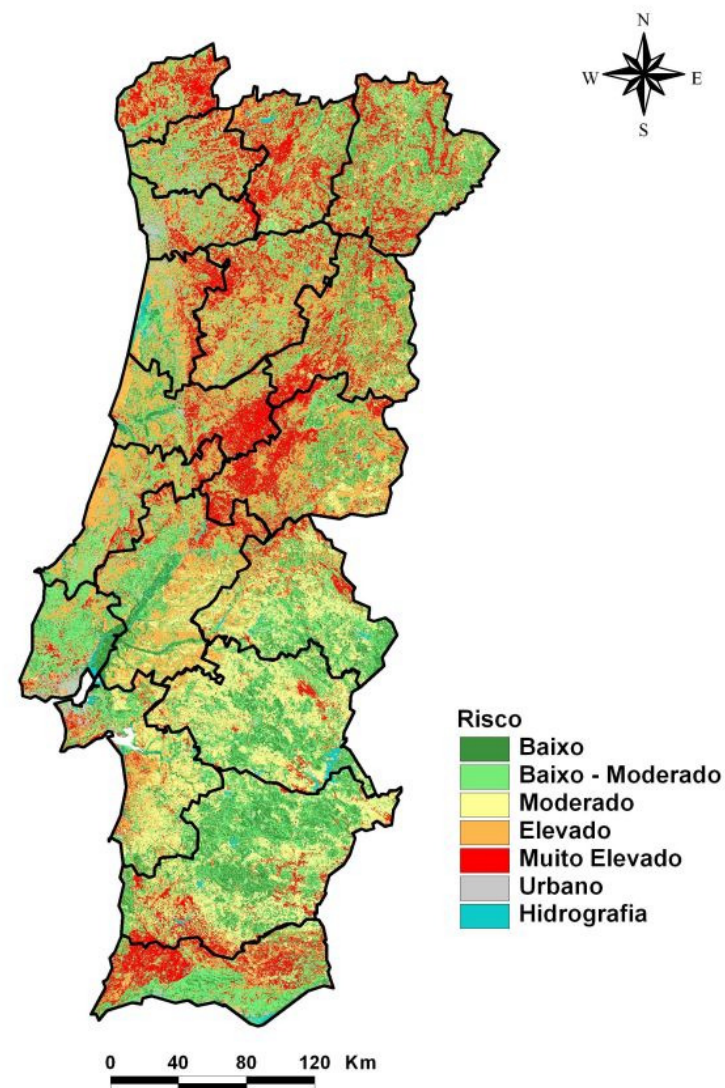 N
W E
S
Risco
Baixo
Baixo - Moderado
Moderado
Elevado
Muito Elevado
Urbano
Hidrografia
0 40 80 120 Km